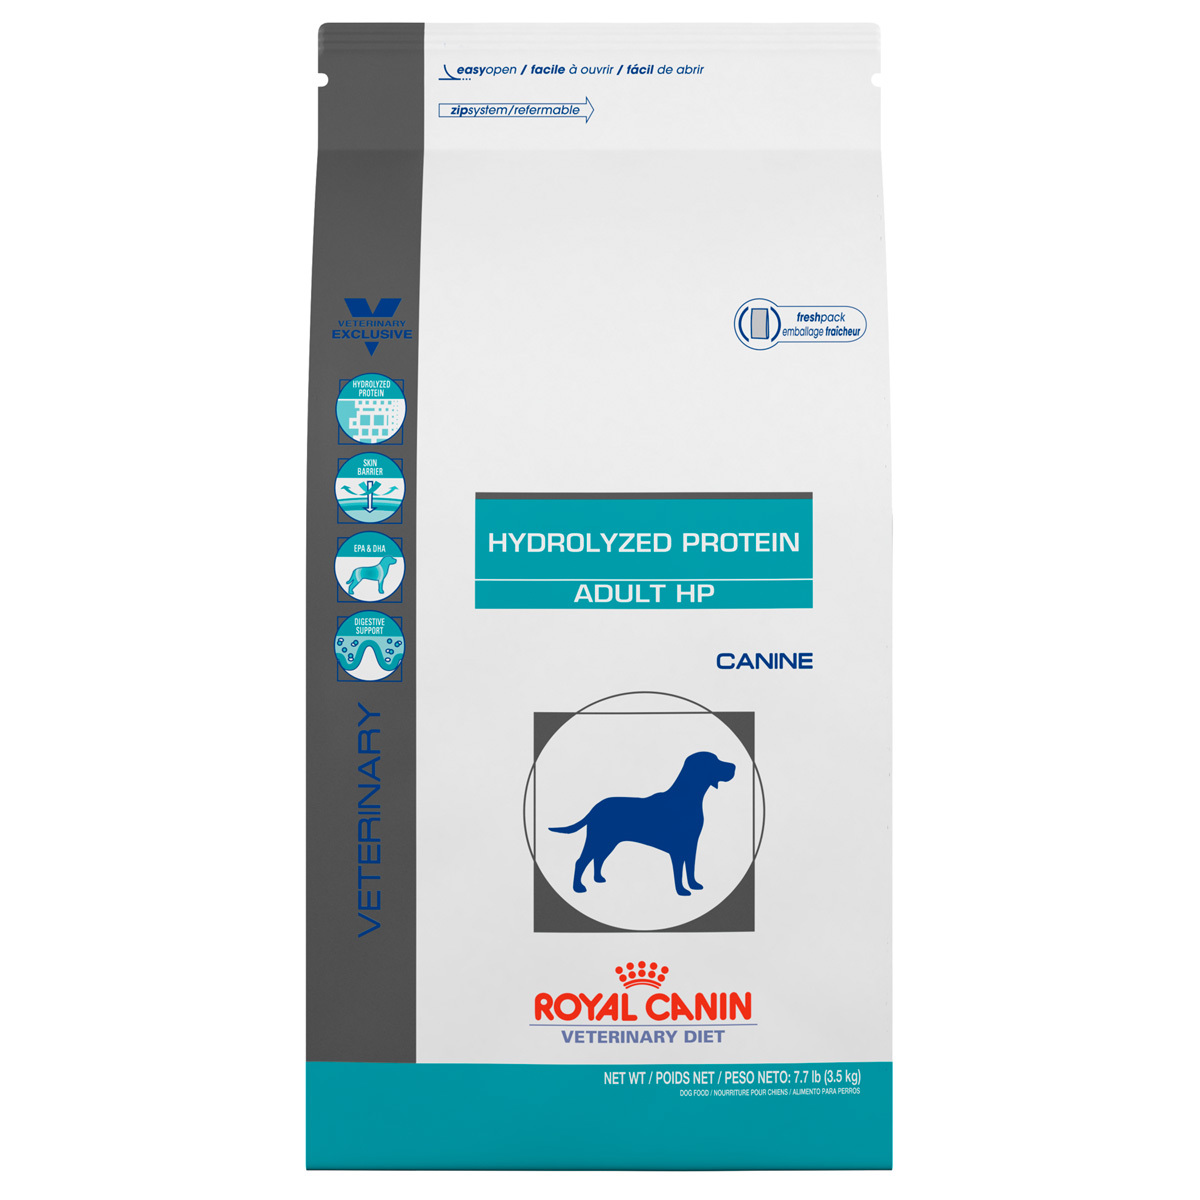 easyopen / facile à ouvrir / fácil de abrir
zipsystem/refermable
freshpack
emballage fraîcheur
VETERINARY
EXCLUSIVE
HYDROLYZED
PROTEIN
SKIN
BARRIER
EPA & DHA
DIGESTIVE
SUPPORT
VETERINARY
HYDROLYZED PROTEIN
ADULT HP
CANINE
ROYAL CANIN
VETERINARY DIET
NET WT / POIDS NET / PESO NETO: 7.7 lb (3.5 kg)
DOG FOOD / NOURRITURE POUR CHIENS / ALIMENTO PARA PERROS